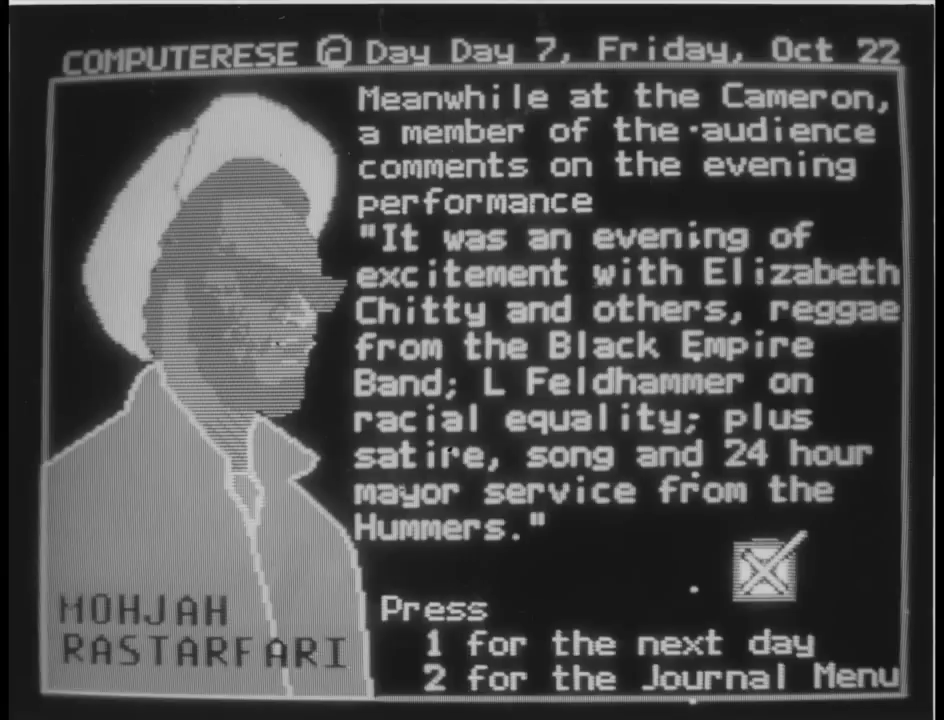 COMPUTERESE © Day Day 7, Friday, Oct 22
Meanwhile at the Cameron,
a member of the audience
comments on the evening
performance
"It was an evening of
excitement with Elizabeth
Chitty and others, reggae
from the Black Empire
Band; L Feldhammer on
racial equality; plus
satire, song and 24 hour
mayor service from the
Hummers."
MOHJAH
RASTARFARI
Press
1 for the next day
2 for the Journal Menu